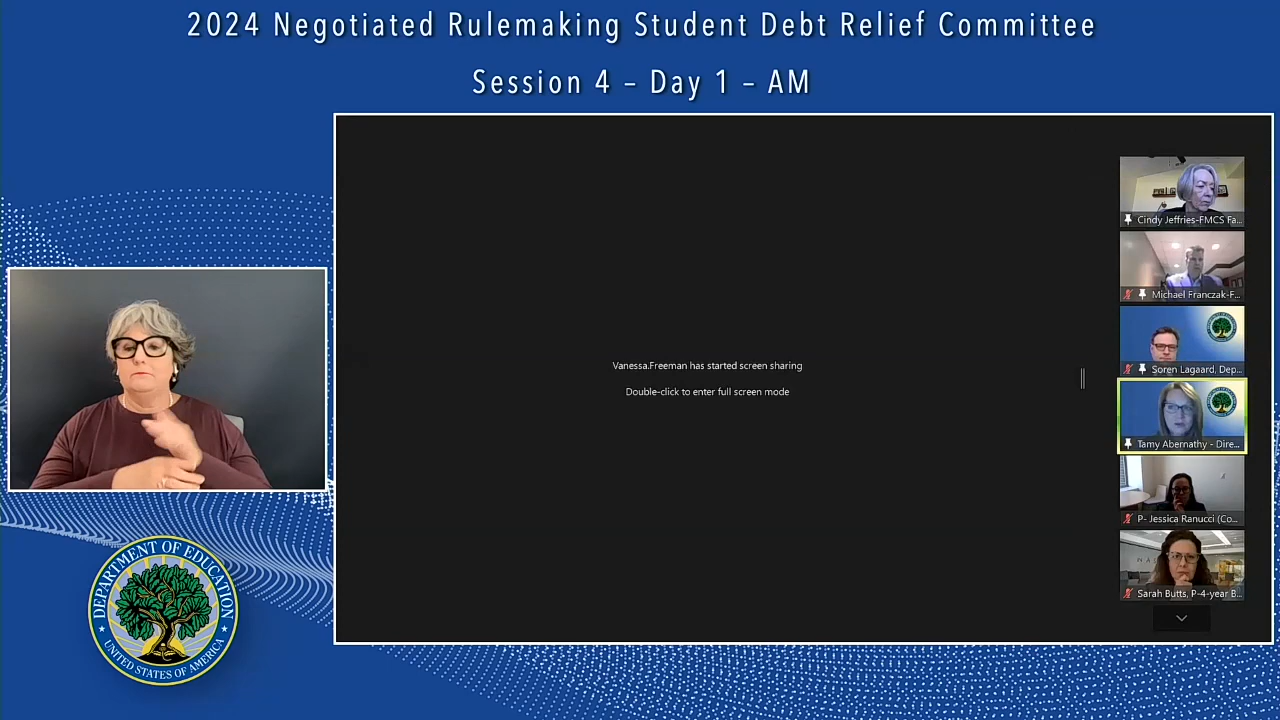 2024 Negotiated Rulemaking Student Debt Relief Committee
Session 4 – Day 1 – AM
Vanessa.Freeman has started screen sharing
Double-click to enter full screen mode
Cindy Jeffries-FMCS Fa...
Michael Franczak-F...
Soren Lagaard, Dep...
Tamy Abernathy - Dire...
P- Jessica Ranucci (Co...
Sarah Butts, P-4-year B...
DEPARTMENT OF EDUCATION
UNITED STATES OF AMERICA